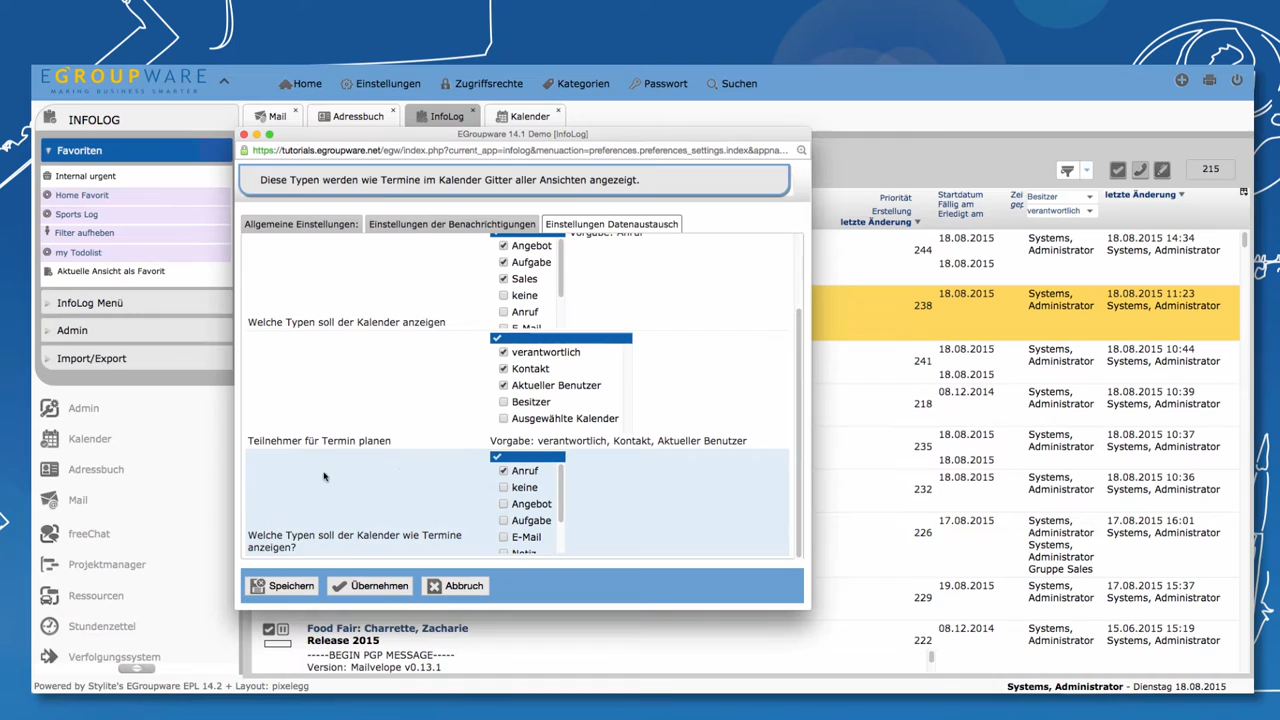 EGROUPWARE
MAKING BUSINESS SMARTER
Home
Einstellungen
Zugriffsrechte
Kategorien
Passwort
Suchen
INFOLOG
Mail
Adressbuch
InfoLog
Kalender
Favoriten
Internal urgent
Home Favorit
Sports Log
Filter aufheben
my Todolist
Aktuelle Ansicht als Favorit
InfoLog Menü
Admin
Import/Export
Admin
Kalender
Adressbuch
Mail
freeChat
Projektmanager
Ressourcen
Stundenzettel
Verfolgungssystem
EGroupware 14.1 Demo [InfoLog]
https://tutorials.egroupware.net/egw/index.php?current_app=infolog&menuaction=preferences.preferences_settings.index&appna...
Diese Typen werden wie Termine im Kalender Gitter aller Ansichten angezeigt.
Allgemeine Einstellungen:
Einstellungen der Benachrichtigungen
Einstellungen Datenaustausch
Vorgabe: Anruf
Angebot
Aufgabe
Sales
keine
Anruf
E-Mail
Welche Typen soll der Kalender anzeigen
verantwortlich
Kontakt
Aktueller Benutzer
Besitzer
Ausgewählte Kalender
Teilnehmer für Termin planen
Vorgabe: verantwortlich, Kontakt, Aktueller Benutzer
Anruf
keine
Angebot
Aufgabe
E-Mail
Notiz
Welche Typen soll der Kalender wie Termine
anzeigen?
Speichern
Übernehmen
Abbruch
215
Priorität
Erstellung
letzte Änderung
Startdatum
Fällig am
Erledigt am
Zei
Besitzer
verantwortlich
letzte Änderung
244
18.08.2015
18.08.2015
Systems,
Administrator
18.08.2015 14:34
Systems, Administrator
238
18.08.2015
Systems,
Administrator
18.08.2015 11:23
Systems, Administrator
241
18.08.2015
18.08.2015
Systems,
Administrator
18.08.2015 10:44
Systems, Administrator
218
08.12.2014
Systems,
Administrator
18.08.2015 10:39
Systems, Administrator
235
18.08.2015
18.08.2015
Systems,
Administrator
18.08.2015 10:37
Systems, Administrator
232
18.08.2015
Systems,
Administrator
18.08.2015 10:36
Systems, Administrator
226
17.08.2015
Systems,
Administrator
Systems,
Administrator
Gruppe Sales
17.08.2015 16:01
Systems, Administrator
229
19.08.2015
Systems,
Administrator
17.08.2015 15:37
Systems, Administrator
222
08.12.2014
Systems,
Administrator
15.06.2015 15:19
Systems, Administrator
Food Fair: Charrette, Zacharie
Release 2015
-----BEGIN PGP MESSAGE-----
Version: Mailvelope v0.13.1
Powered by Stylite's EGroupware EPL 14.2 + Layout: pixelegg
Systems, Administrator - Dienstag 18.08.2015